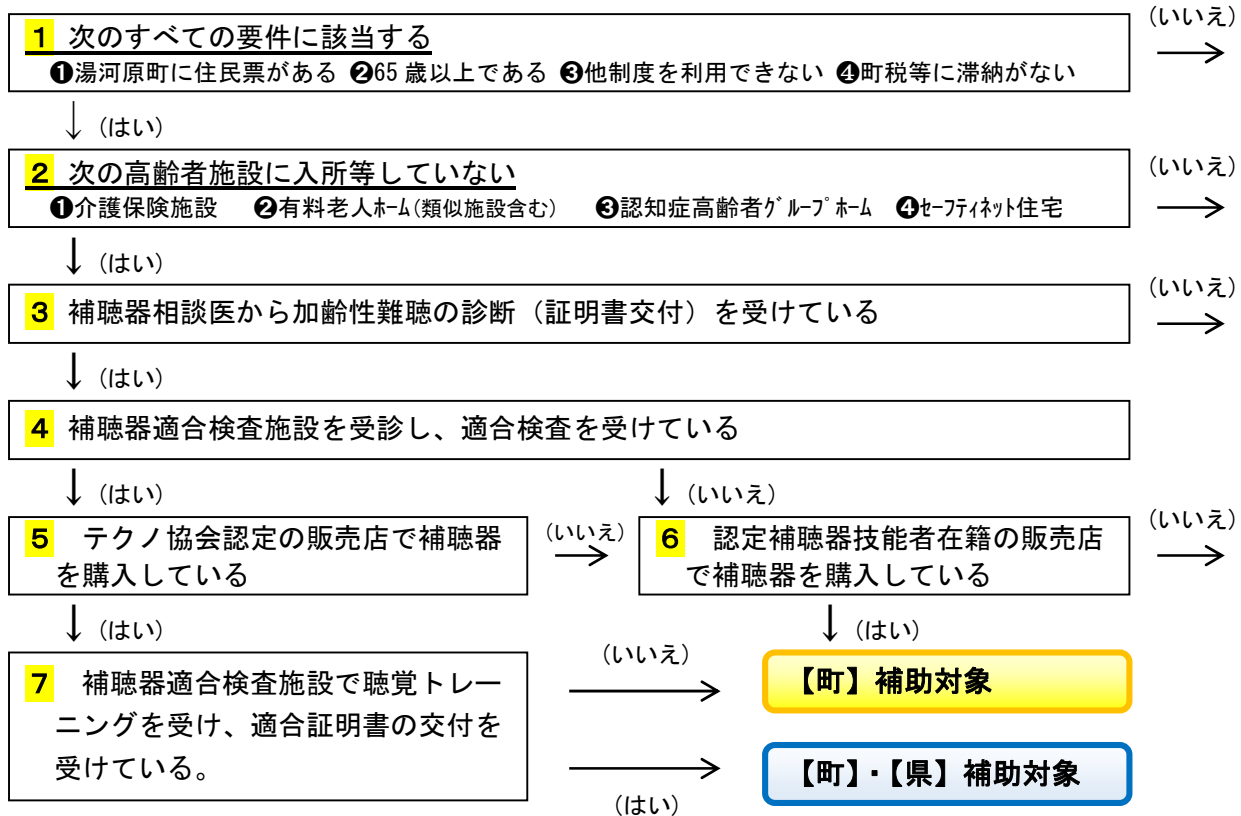 (いいえ)
1 次のすべての要件に該当する
❶湯河原町に住民票がある ❷65歳以上である ❸他制度を利用できない ❹町税等に滞納がない
(はい)
(いいえ)
2 次の高齢者施設に入所等していない
❶介護保険施設 ❷有料老人ﾎｰﾑ(類似施設含む) ❸認知症高齢者ｸﾞﾙｰﾌﾟﾎｰﾑ ❹ｾｰﾌﾃｨﾈｯﾄ住宅
(はい)
(いいえ)
3 補聴器相談医から加齢性難聴の診断（証明書交付）を受けている
(はい)
4 補聴器適合検査施設を受診し、適合検査を受けている
(はい)
(いいえ)
5 テクノ協会認定の販売店で補聴器
を購入している
(いいえ)
6 認定補聴器技能者在籍の販売店
で補聴器を購入している
(いいえ)
(はい)
(はい)
7 補聴器適合検査施設で聴覚トレー
ニングを受け、適合証明書の交付を
受けている。
(いいえ)
【町】補助対象
(はい)
【町】・【県】補助対象